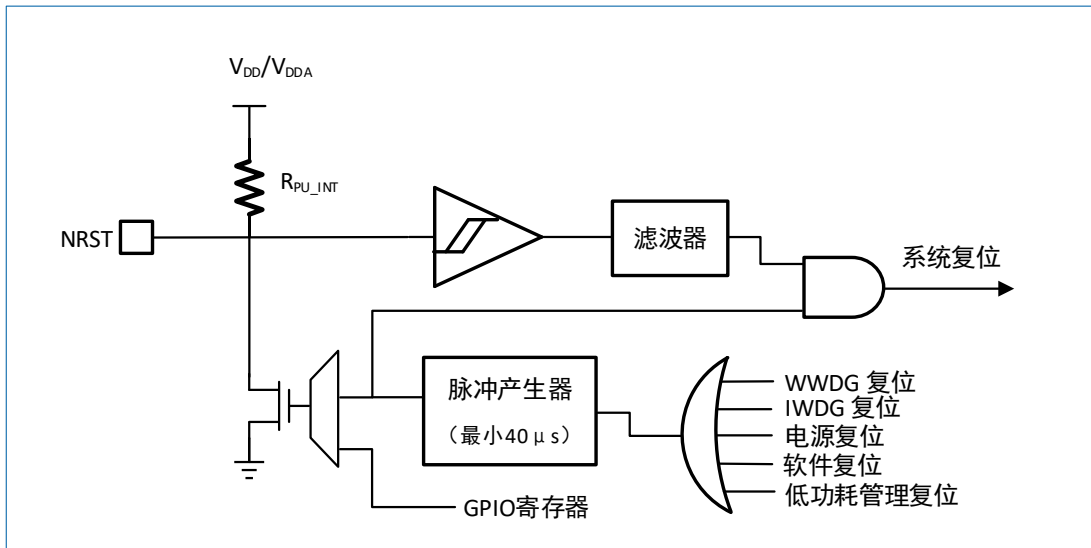 VDD/VDDA
RPU_INT
NRST
滤波器
系统复位
脉冲产生器
（最小40μs）
WWDG 复位
IWDG 复位
电源复位
软件复位
低功耗管理复位
GPIO寄存器